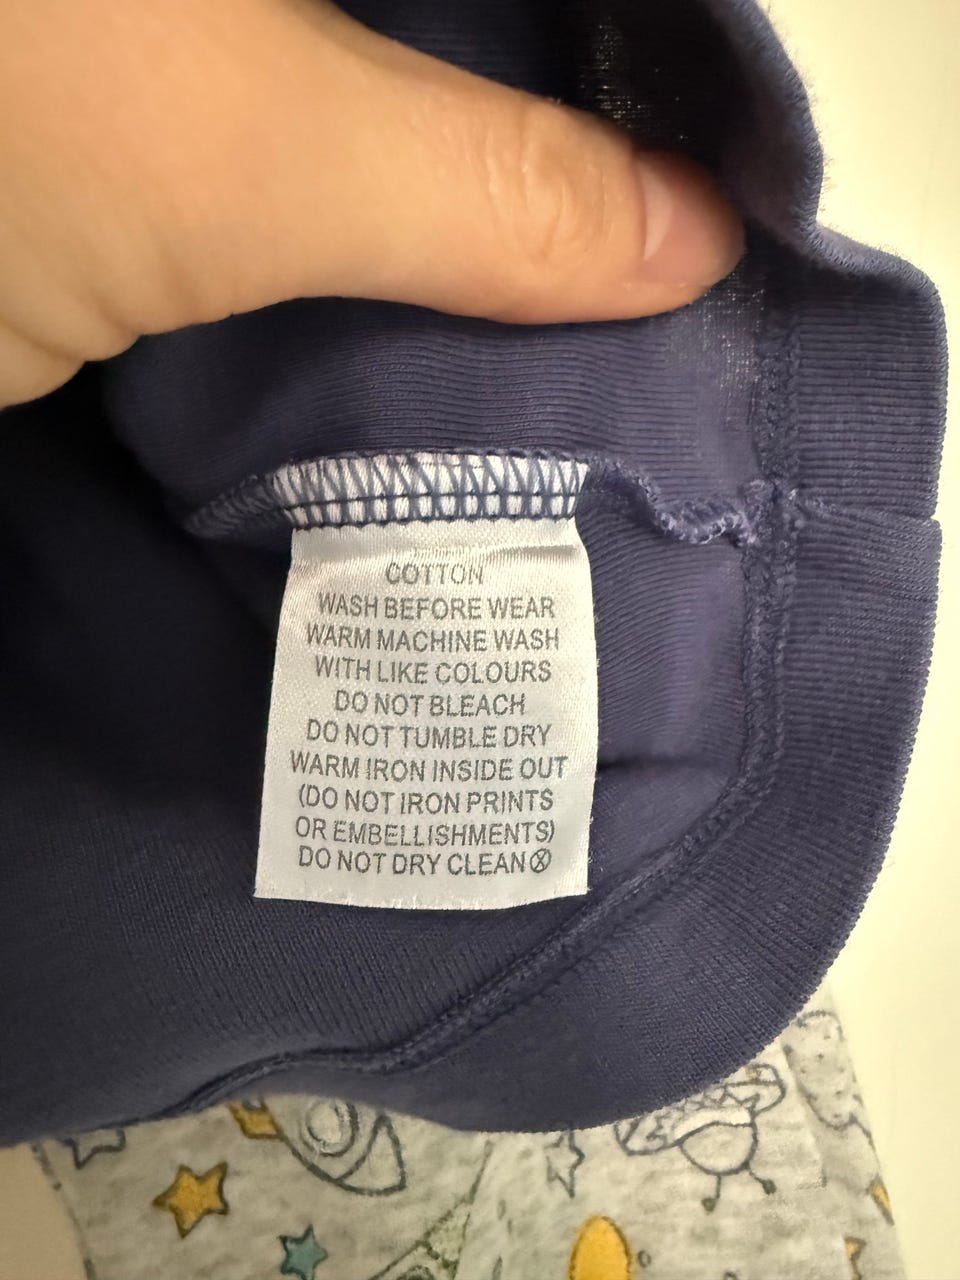 COTTON
WASH BEFORE WEAR
WARM MACHINE WASH
WITH LIKE COLOURS
DO NOT BLEACH
DO NOT TUMBLE DRY
WARM IRON INSIDE OUT
(DO NOT IRON PRINTS
OR EMBELLISHMENTS)
DO NOT DRY CLEAN